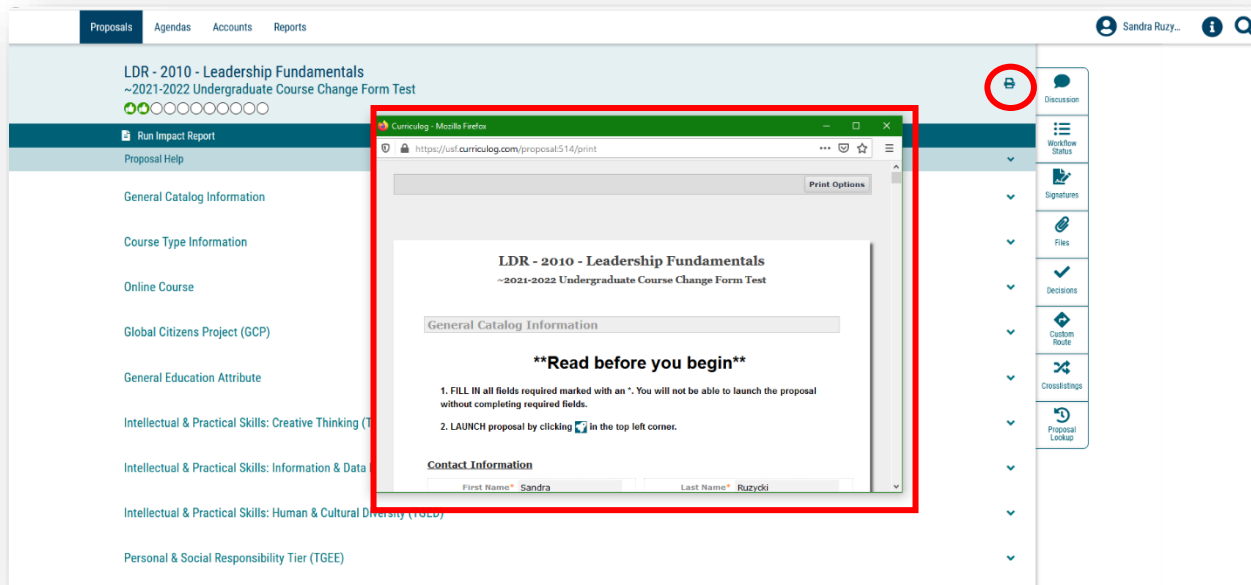 Proposals Agendas Accounts Reports Sandra Ruzy...
LDR - 2010 - Leadership Fundamentals
~2021-2022 Undergraduate Course Change Form Test
Run Impact Report
Proposal Help
General Catalog Information
Course Type Information
Online Course
Global Citizens Project (GCP)
General Education Attribute
Intellectual & Practical Skills: Creative Thinking (T
Intellectual & Practical Skills: Information & Data
Intellectual & Practical Skills: Human & Cultural Diversity (TGED)
Personal & Social Responsibility Tier (TGEE)
Curriculog - Mozilla Firefox
https://usf.curriculog.com/proposal:514/print
Print Options
LDR - 2010 - Leadership Fundamentals
~2021-2022 Undergraduate Course Change Form Test
General Catalog Information
**Read before you begin**
1. FILL IN all fields required marked with an *. You will not be able to launch the proposal
without completing required fields.
2. LAUNCH proposal by clicking in the top left corner.
Contact Information
First Name* Sandra Last Name* Ruzycki
Discussion
Workflow
Status
Signatures
Files
Decisions
Custom
Route
Crosslistings
Proposal
Lookup